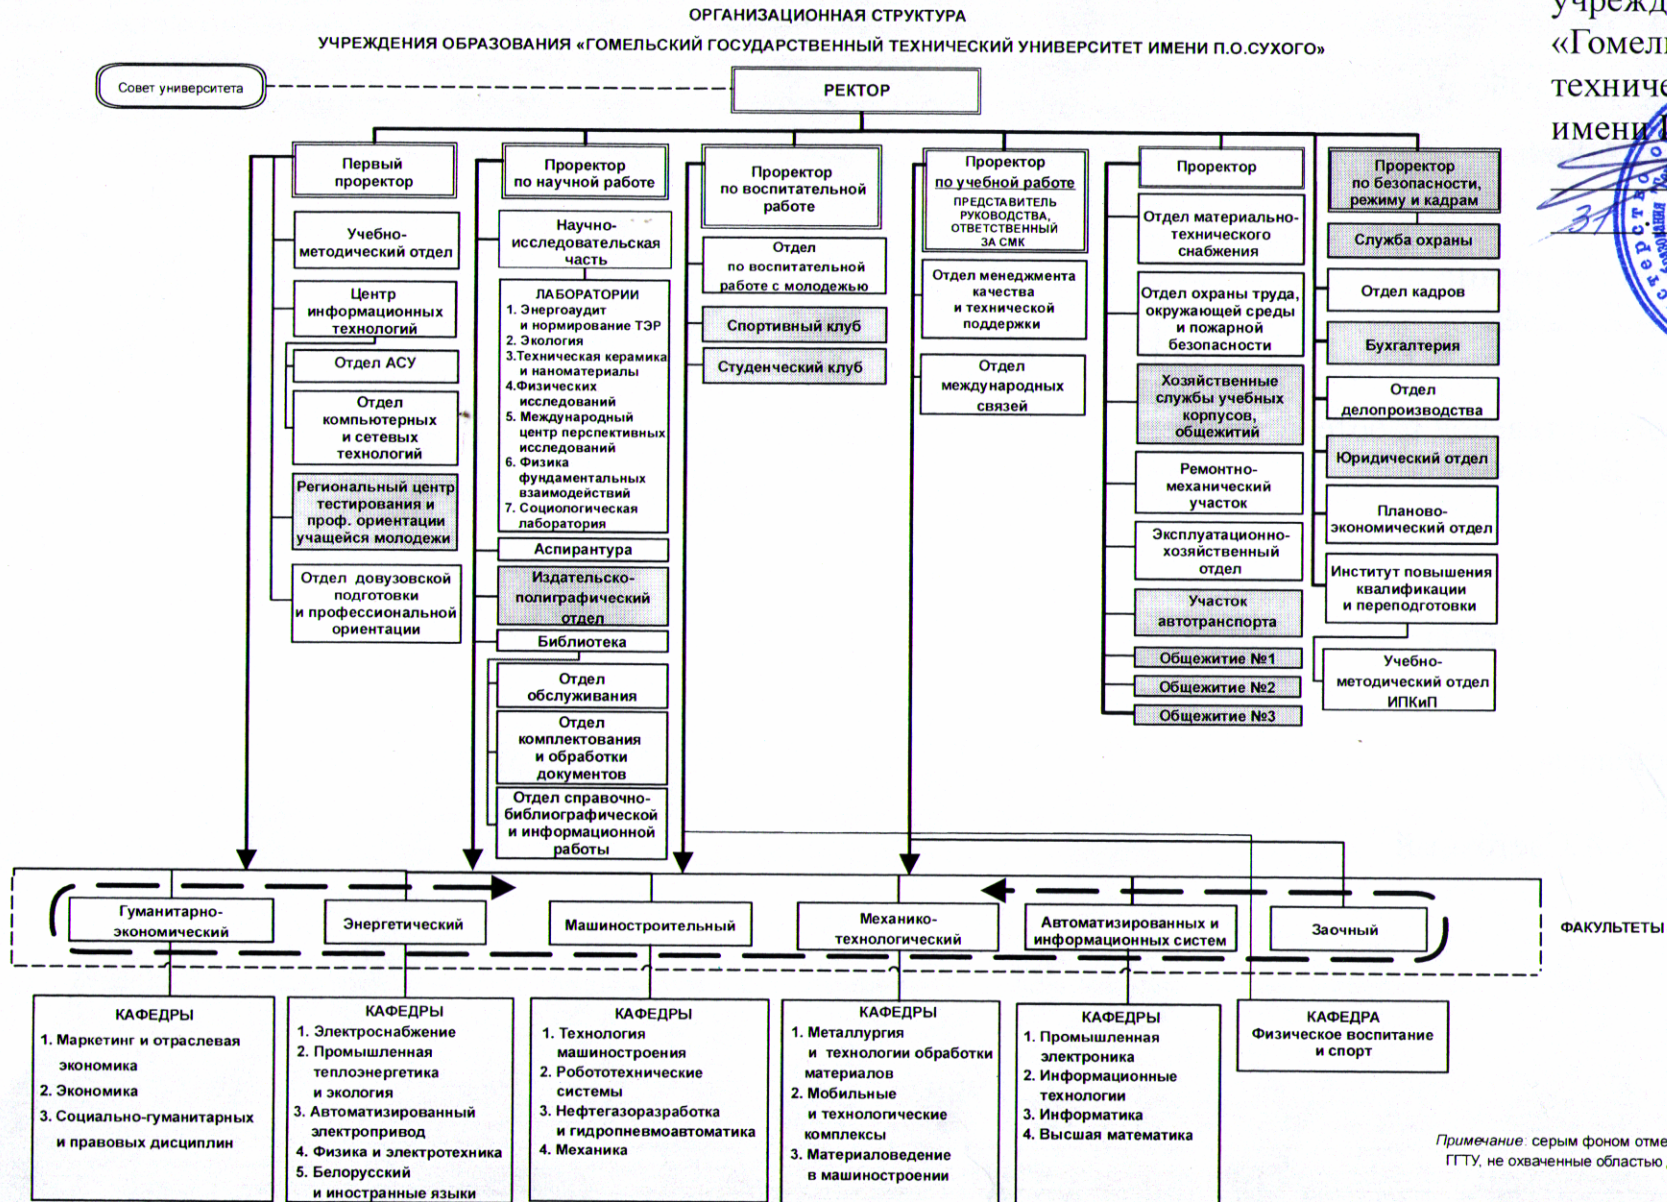 ОРГАНИЗАЦИОННАЯ СТРУКТУРА
УЧРЕЖДЕНИЯ ОБРАЗОВАНИЯ «ГОМЕЛЬСКИЙ ГОСУДАРСТВЕННЫЙ ТЕХНИЧЕСКИЙ УНИВЕРСИТЕТ ИМЕНИ П.О.СУХОГО»
«Гомель
имени
Совет университета
РЕКТОР
Первый
проректор
Учебно-
методический отдел
Центр
информационных
технологий
Отдел АСУ
Отдел
компьютерных
и сетевых
технологий
Региональный центр
тестирования и
проф. ориентации
учащейся молодежи
Отдел довузовской
подготовки
и профессиональной
ориентации
Проректор
по научной работе
Научно-
исследовательская
часть
ЛАБОРАТОРИИ
1. Энергоаудит
и нормирование ТЭР
2. Экология
3.Техническая керамика
и наноматериалы
4.Физических
исследований
5. Международный
центр перспективных
исследований
6. Физика
фундаментальных
взаимодействий
7. Социологическая
лаборатория
Аспирантура
Издательско-
полиграфический
отдел
Библиотека
Отдел
обслуживания
Отдел
комплектования
и обработки
документов
Отдел справочно-
библиографической
и информационной
работы
Проректор
по воспитательной
работе
Отдел
по воспитательной
работе с молодежью
Спортивный клуб
Студенческий клуб
Проректор
по учебной работе
ПРЕДСТАВИТЕЛЬ
РУКОВОДСТВА,
ОТВЕТСТВЕННЫЙ
ЗА СМК
Отдел менеджмента
качества
и технической
поддержки
Отдел
международных
связей
Проректор
Отдел материально-
технического
снабжения
Отдел охраны труда,
окружающей среды
и пожарной
безопасности
Хозяйственные
службы учебных
корпусов,
общежитий
Ремонтно-
механический
участок
Эксплуатационно-
хозяйственный
отдел
Участок
автотранспорта
Общежитие №1
Общежитие №2
Общежитие №3
Проректор
по безопасности,
режиму и кадрам
Служба охраны
Отдел кадров
Бухгалтерия
Отдел
делопроизводства
Юридический отдел
Планово-
экономический отдел
Институт повышения
квалификации
и переподготовки
Учебно-
методический отдел
ИПКиП
Гуманитарно-
экономический
Энергетический
Машиностроительный
Механико-
технологический
Автоматизированных и
информационных систем
Заочный
ФАКУЛЬТЕТЫ
КАФЕДРЫ
1. Маркетинг и отраслевая
экономика
2. Экономика
3. Социально-гуманитарных
и правовых дисциплин
КАФЕДРЫ
1. Электроснабжение
2. Промышленная
теплоэнергетика
и экология
3. Автоматизированный
электропривод
4. Физика и электротехника
5. Белорусский
и иностранные языки
КАФЕДРЫ
1. Технология
машиностроения
2. Робототехнические
системы
3. Нефтегазоразработка
и гидропневмоавтоматика
4. Механика
КАФЕДРЫ
1. Металлургия
и технологии обработки
материалов
2. Мобильные
и технологические
комплексы
3. Материаловедение
в машиностроении
КАФЕДРЫ
1. Промышленная
электроника
2. Информационные
технологии
3. Информатика
4. Высшая математика
КАФЕДРА
Физическое воспитание
и спорт
Примечание: серым фоном отме
ГГТУ, не охваченные областью